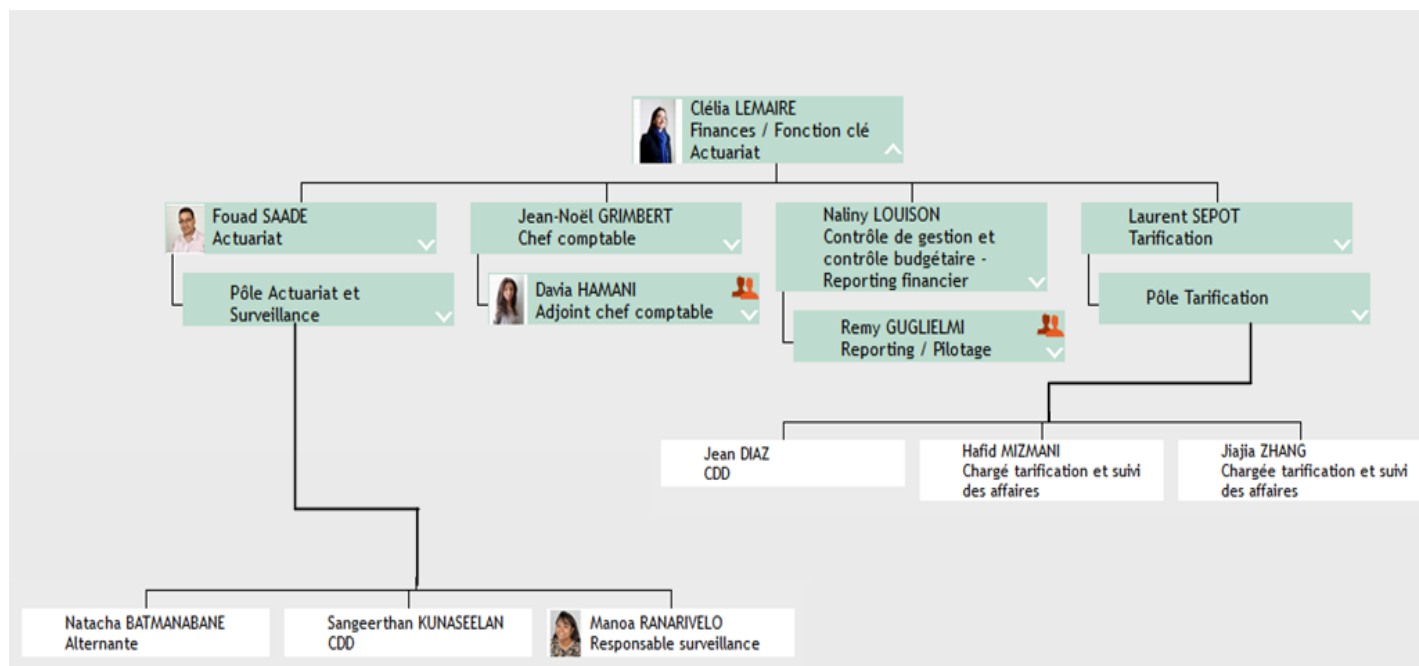 Clélia LEMAIRE
Finances / Fonction clé
Actuariat
Fouad SAADE
Actuariat
Jean-Noël GRIMBERT
Chef comptable
Naliny LOUISON
Contrôle de gestion et
contrôle budgétaire -
Reporting financier
Laurent SEPOT
Tarification
Pôle Actuariat et
Surveillance
Davia HAMANI
Adjoint chef comptable
Remy GUGLIELMI
Reporting / Pilotage
Pôle Tarification
Jean DIAZ
CDD
Hafid MIZMANI
Chargé tarification et suivi
des affaires
Jiajia ZHANG
Chargée tarification et suivi
des affaires
Natacha BATMANABANE
Alternante
Sangeerthan KUNASEELAN
CDD
Manoa RANARIVELO
Responsable surveillance